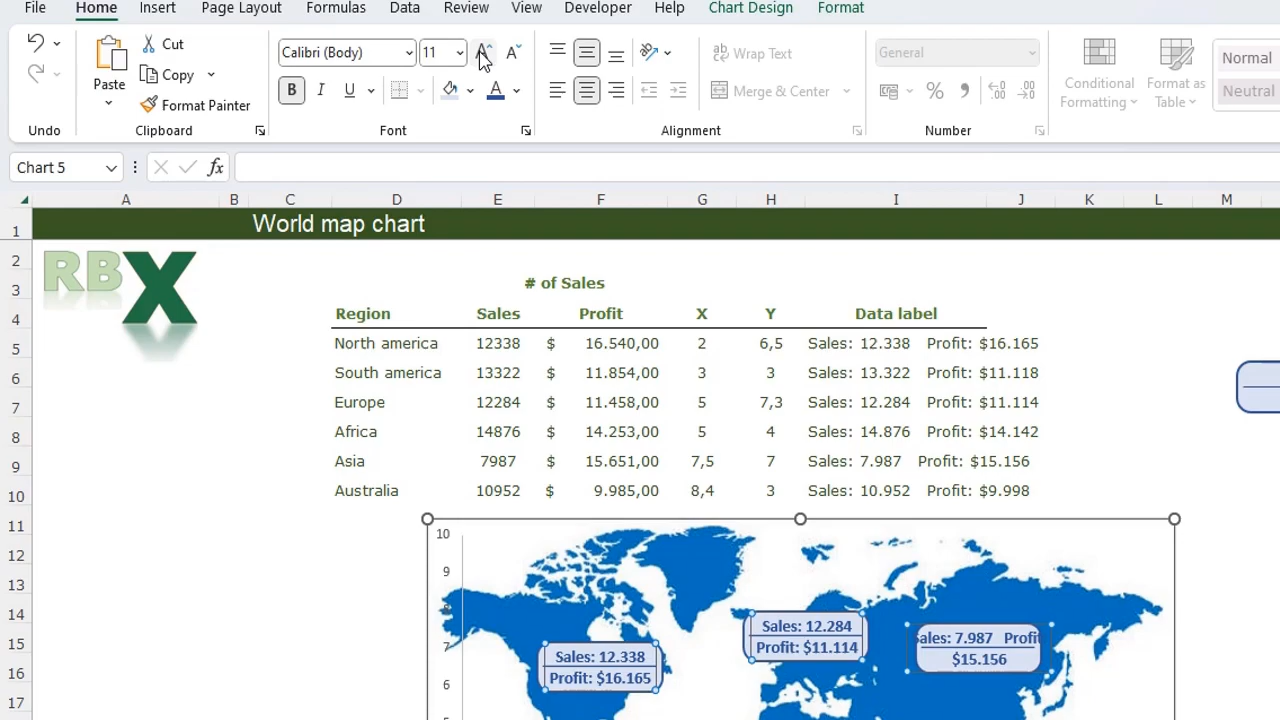 File Home Insert Page Layout Formulas Data Review View Developer Help Chart Design Format
Cut
Calibri (Body) 11 A A ab Wrap Text General Normal
Paste Copy Conditional Format as
Format Painter B I U A Merge & Center % Formatting Table Neutral
Undo Clipboard Font Alignment Number
Chart 5 fx
A B C D E F G H I J K L M
1 World map chart
2 RBX
3 # of Sales
4 Region Sales Profit X Y Data label
5 North america 12338 $ 16.540,00 2 6,5 Sales: 12.338 Profit: $16.165
6 South america 13322 $ 11.854,00 3 3 Sales: 13.322 Profit: $11.118
7 Europe 12284 $ 11.458,00 5 7,3 Sales: 12.284 Profit: $11.114
8 Africa 14876 $ 14.253,00 5 4 Sales: 14.876 Profit: $14.142
9 Asia 7987 $ 15.651,00 7,5 7 Sales: 7.987 Profit: $15.156
10 Australia 10952 $ 9.985,00 8,4 3 Sales: 10.952 Profit: $9.998
11
10
12
9
13
14
Sales: 12.284
15 7 Sales: 7.987
Profit: $11.114
Sales: 12.338
$15.156
16
Profit: $16.165
6
17